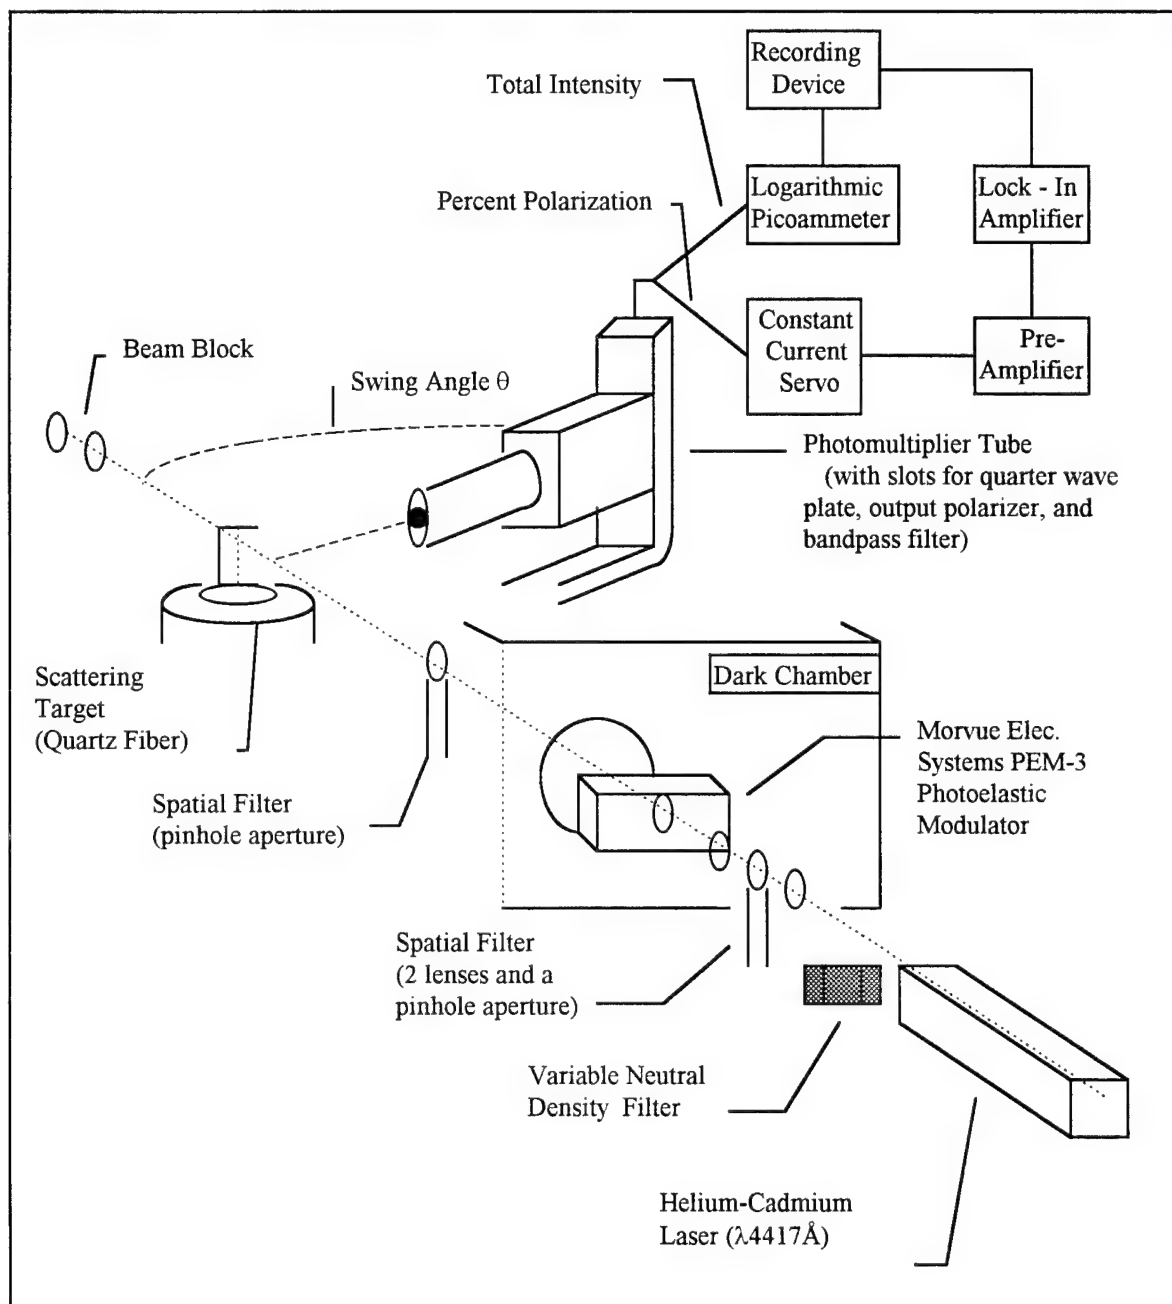 Recording
Device
Total Intensity
Logarithmic
Picoammeter
Lock - In
Amplifier
Percent Polarization
Constant
Current
Servo
Pre-
Amplifier
Beam Block
Swing Angle θ
Photomultiplier Tube
(with slots for quarter wave
plate, output polarizer, and
bandpass filter)
Dark Chamber
Scattering
Target
(Quartz Fiber)
Morvue Elec.
Systems PEM-3
Photoelastic
Modulator
Spatial Filter
(pinhole aperture)
Spatial Filter
(2 lenses and a
pinhole aperture)
Variable Neutral
Density Filter
Helium-Cadmium
Laser (λ4417Å)